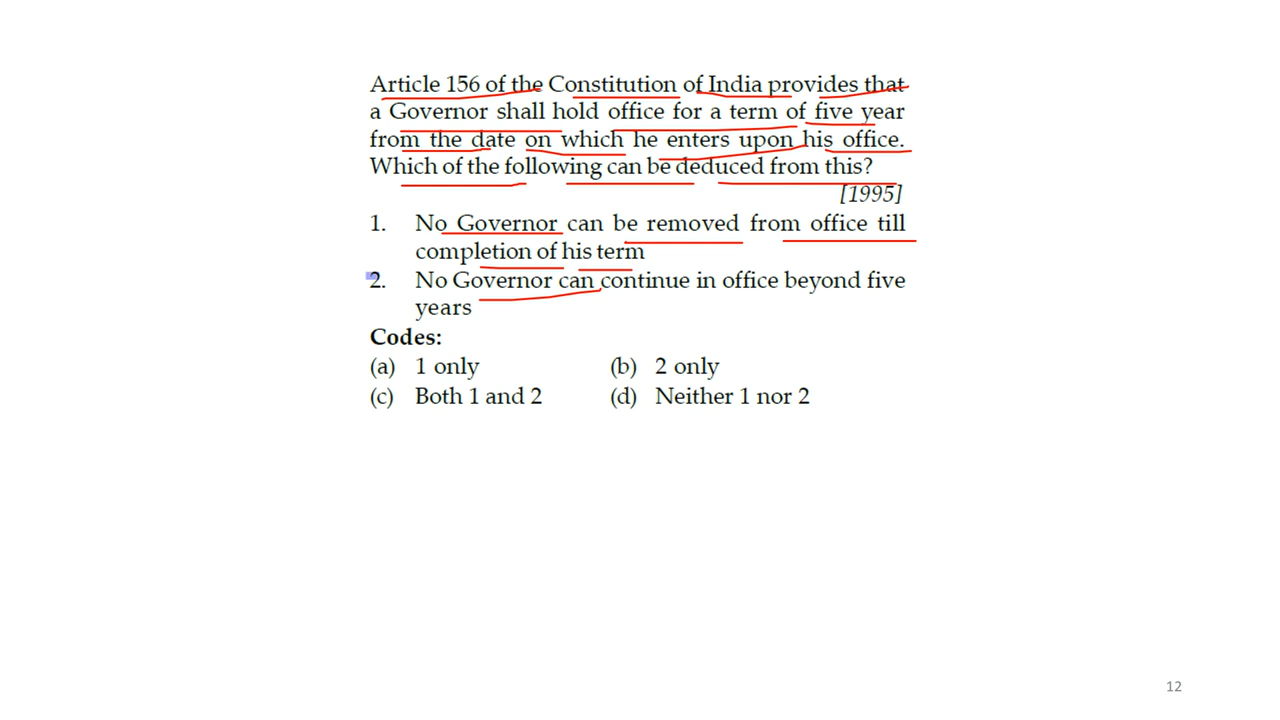 Article 156 of the Constitution of India provides that
a Governor shall hold office for a term of five year
from the date on which he enters upon his office.
Which of the following can be deduced from this?
[1995]
1. No Governor can be removed from office till
completion of his term
2. No Governor can continue in office beyond five
years
Codes:
(a) 1 only (b) 2 only
(c) Both 1 and 2 (d) Neither 1 nor 2
12